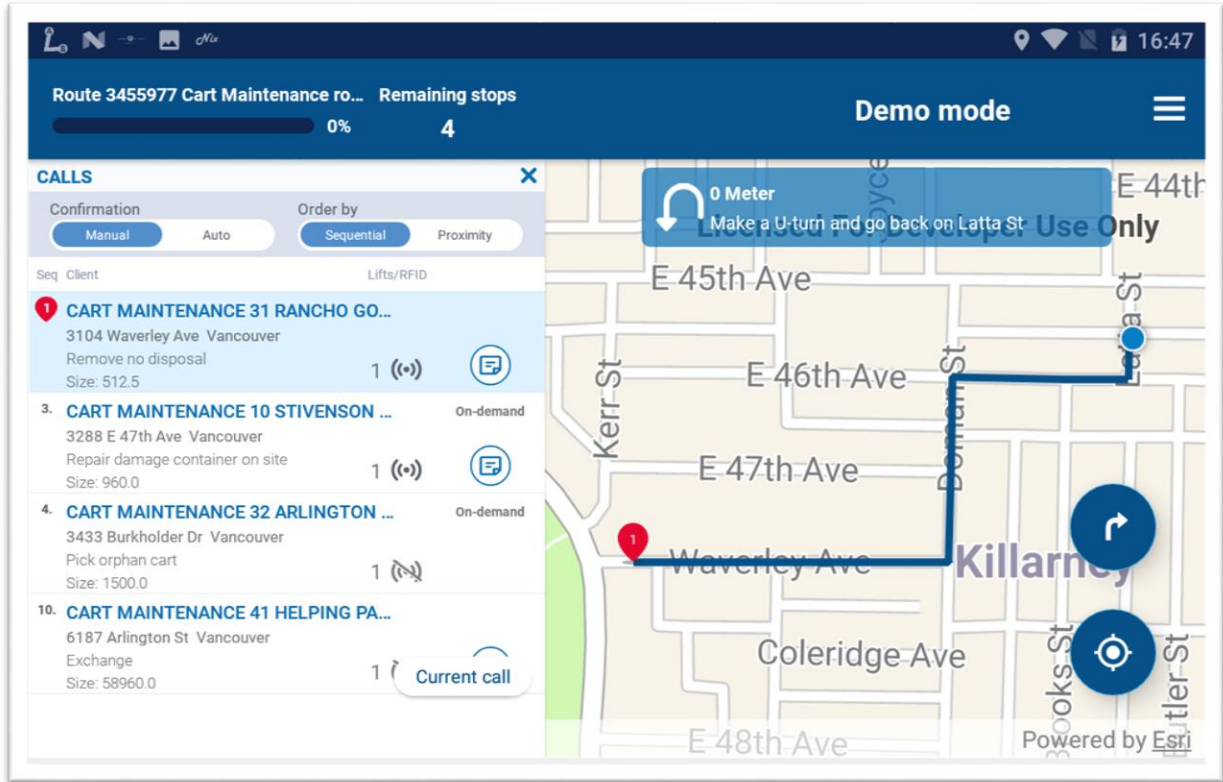 Nix
16:47
Route 3455977 Cart Maintenance ro... Remaining stops
0%
4
Demo mode
CALLS
Confirmation
Order by
Manual
Auto
Sequential
Proximity
Seq Client
Lifts/RFID
1
CART MAINTENANCE 31 RANCHO GO...
3104 Waverley Ave Vancouver
Remove no disposal
1
Size: 512.5
3.
CART MAINTENANCE 10 STIVENSON ...
On-demand
3288 E 47th Ave Vancouver
Repair damage container on site
1
Size: 960.0
4.
CART MAINTENANCE 32 ARLINGTON ...
On-demand
3433 Burkholder Dr Vancouver
Pick orphan cart
1
Size: 1500.0
10.
CART MAINTENANCE 41 HELPING PA...
6187 Arlington St Vancouver
Exchange
1
Size: 58960.0
Current call
0 Meter
Make a U-turn and go back on Latta St
Licensed For Developer Use Only
Joyce
E 44th
E 45th Ave
Latta St
E 46th Ave
Kerr St
Doman St
E 47th Ave
1
Waverley Ave
Killarney
Coleridge Ave
Brooks St
Butler St
E 48th Ave
Powered by Esri